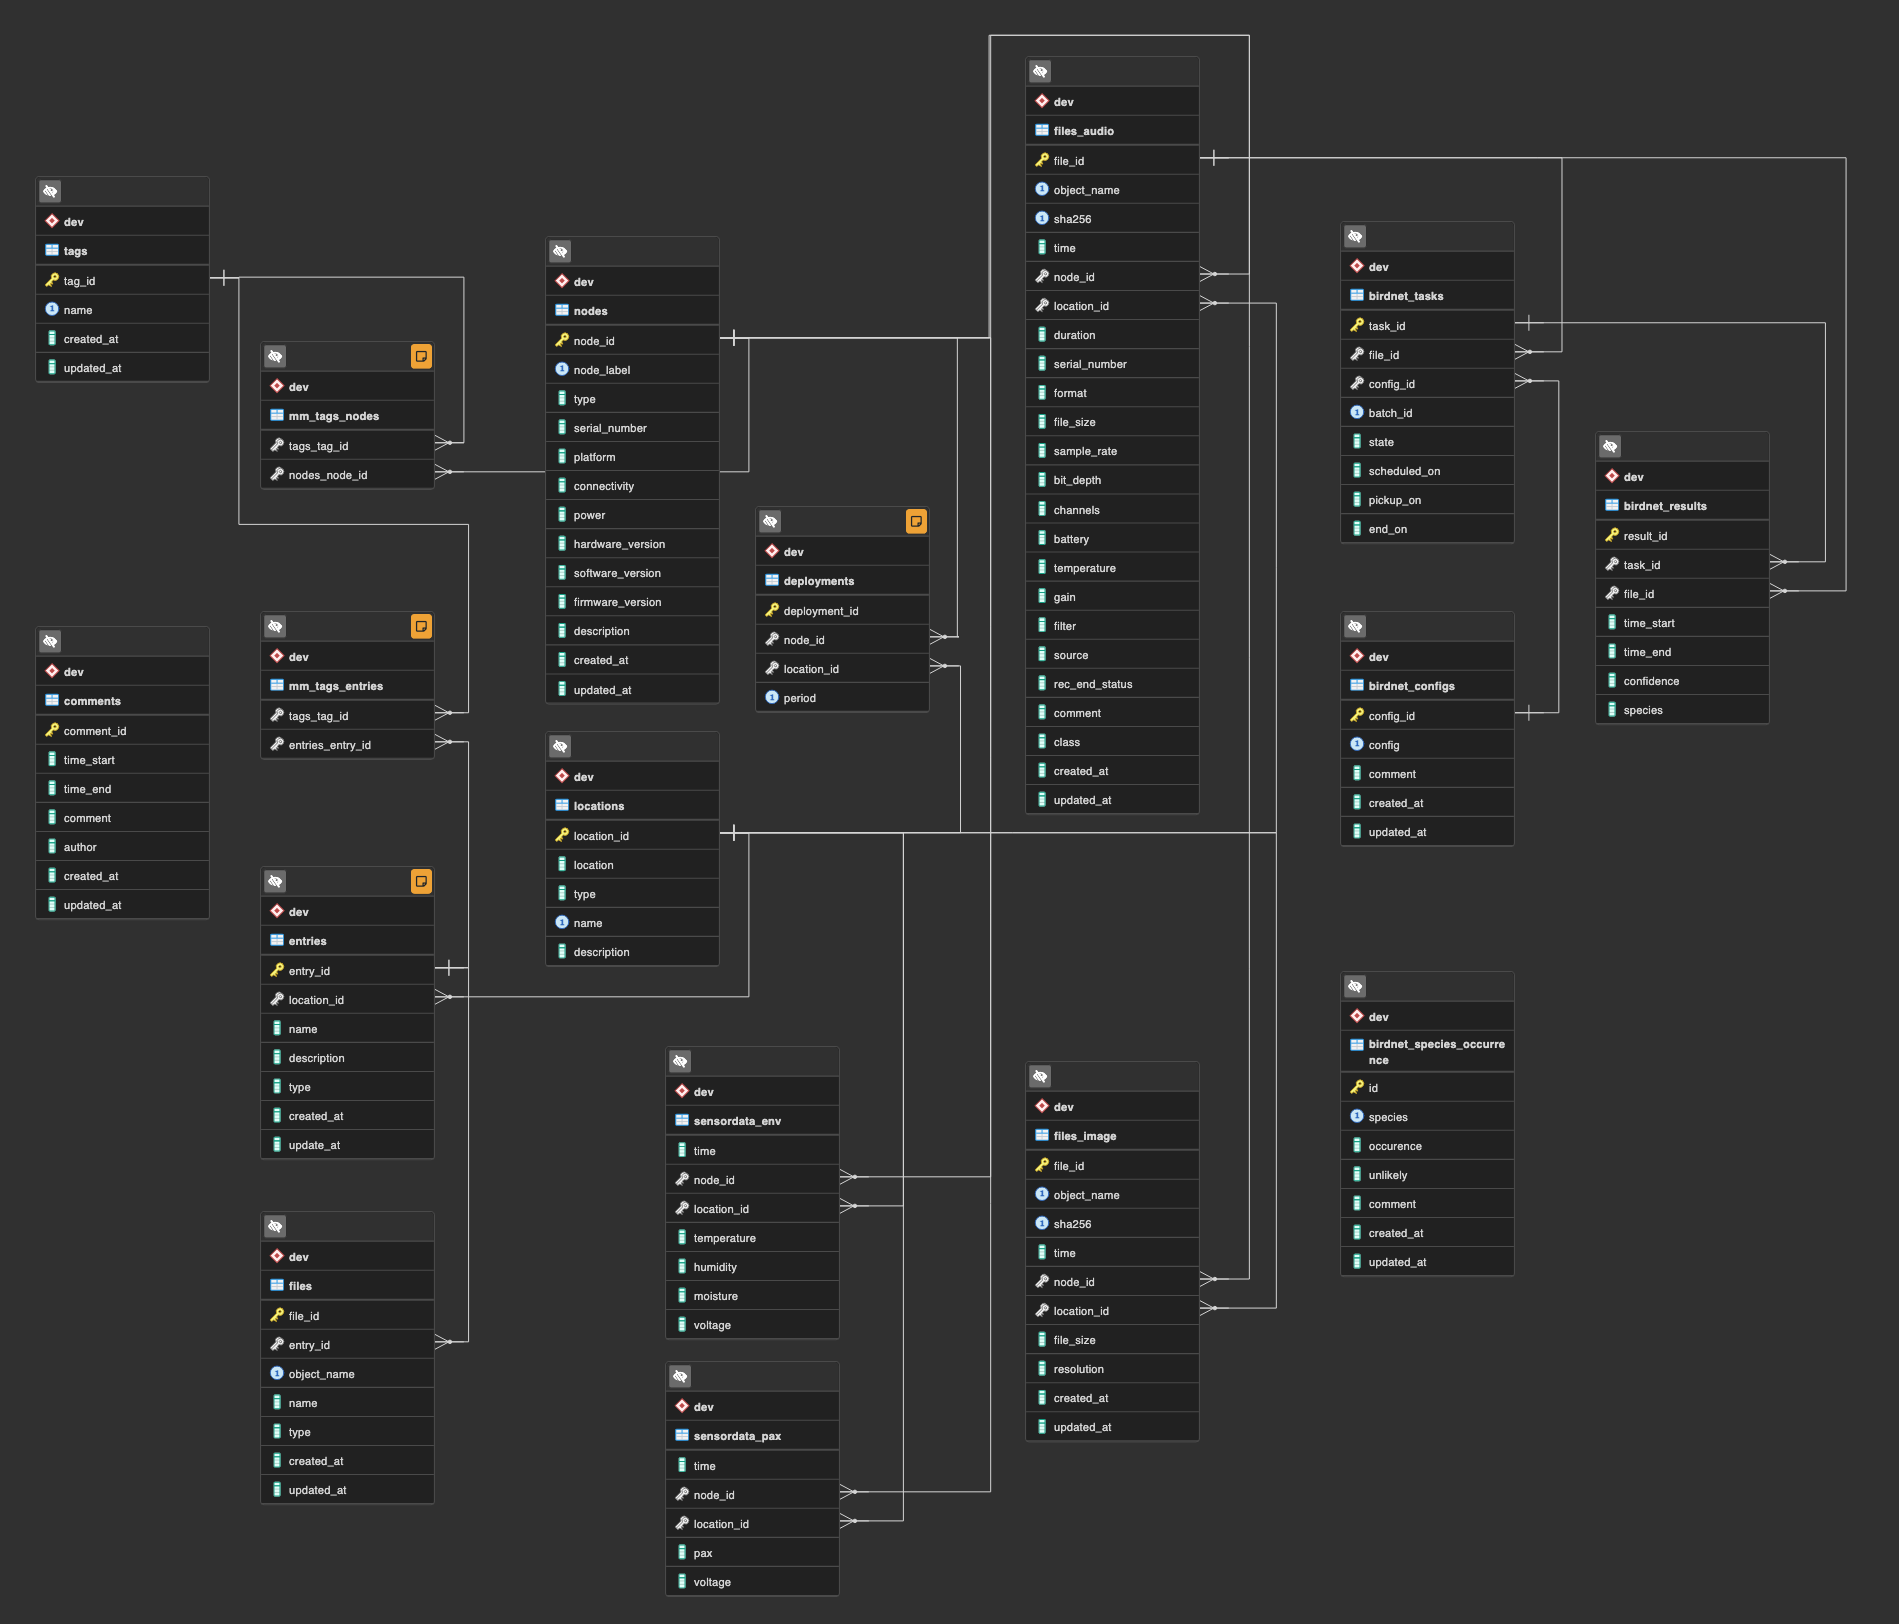 dev
tags
tag_id
name
created_at
updated_at
dev
mm_tags_nodes
tags_tag_id
nodes_node_id
dev
comments
comment_id
time_start
time_end
comment
author
created_at
updated_at
dev
mm_tags_entries
tags_tag_id
entries_entry_id
dev
entries
entry_id
location_id
name
description
type
created_at
update_at
dev
files
file_id
entry_id
object_name
name
type
created_at
updated_at
dev
nodes
node_id
node_label
type
serial_number
platform
connectivity
power
hardware_version
software_version
firmware_version
description
created_at
updated_at
dev
deployments
deployment_id
node_id
location_id
period
dev
locations
location_id
location
type
name
description
dev
sensordata_env
time
node_id
location_id
temperature
humidity
moisture
voltage
dev
sensordata_pax
time
node_id
location_id
pax
voltage
dev
files_audio
file_id
object_name
sha256
time
node_id
location_id
duration
serial_number
format
file_size
sample_rate
bit_depth
channels
battery
temperature
gain
filter
source
rec_end_status
comment
class
created_at
updated_at
dev
files_image
file_id
object_name
sha256
time
node_id
location_id
file_size
resolution
created_at
updated_at
dev
birdnet_tasks
task_id
file_id
config_id
batch_id
state
scheduled_on
pickup_on
end_on
dev
birdnet_results
result_id
task_id
file_id
time_start
time_end
confidence
species
dev
birdnet_configs
config_id
config
comment
created_at
updated_at
dev
birdnet_species_occurre
nce
id
species
occurence
unlikely
comment
created_at
updated_at